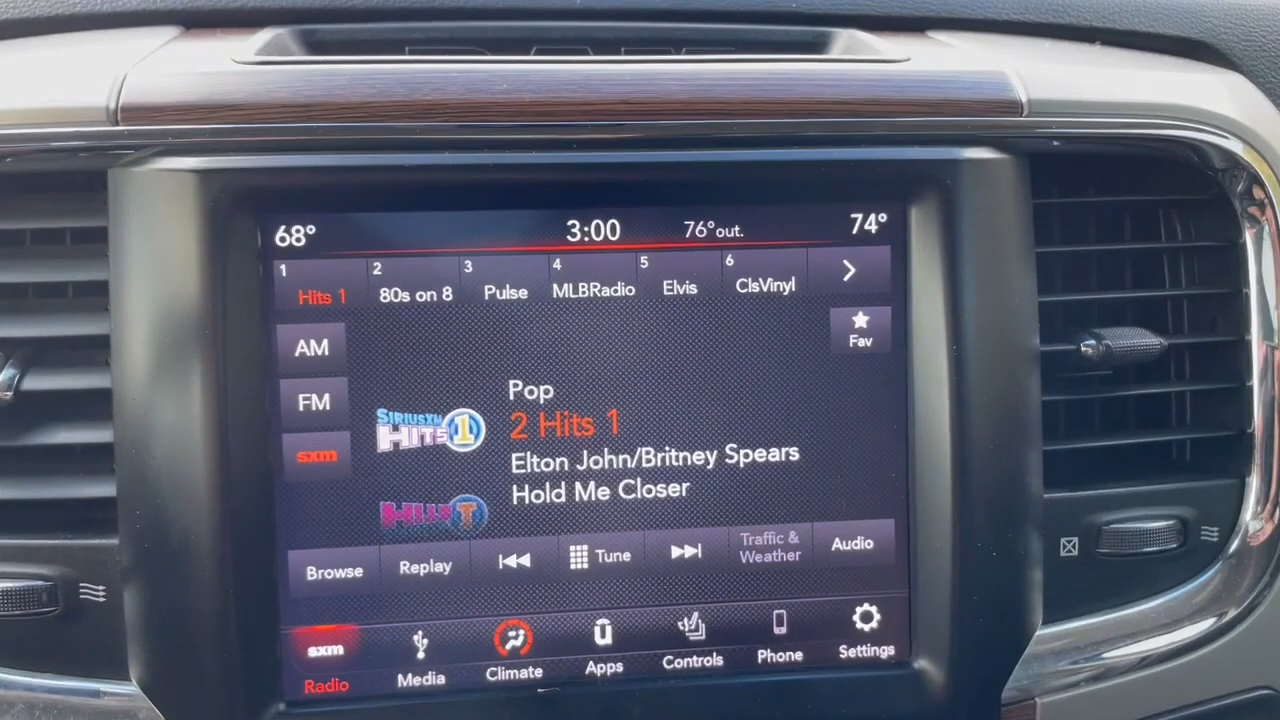 68° 3:00 76° out. 74°
1 Hits 1 2 80s on 8 3 Pulse 4 MLBRadio 5 Elvis 6 ClsVinyl
AM
Fav
FM
Pop
SIRIUSXM
HITS 1
2 Hits 1
sxm
Elton John/Britney Spears
Hold Me Closer
Browse Replay Tune Traffic &
Weather Audio
sxm
Radio Media Climate Apps Controls Phone Settings